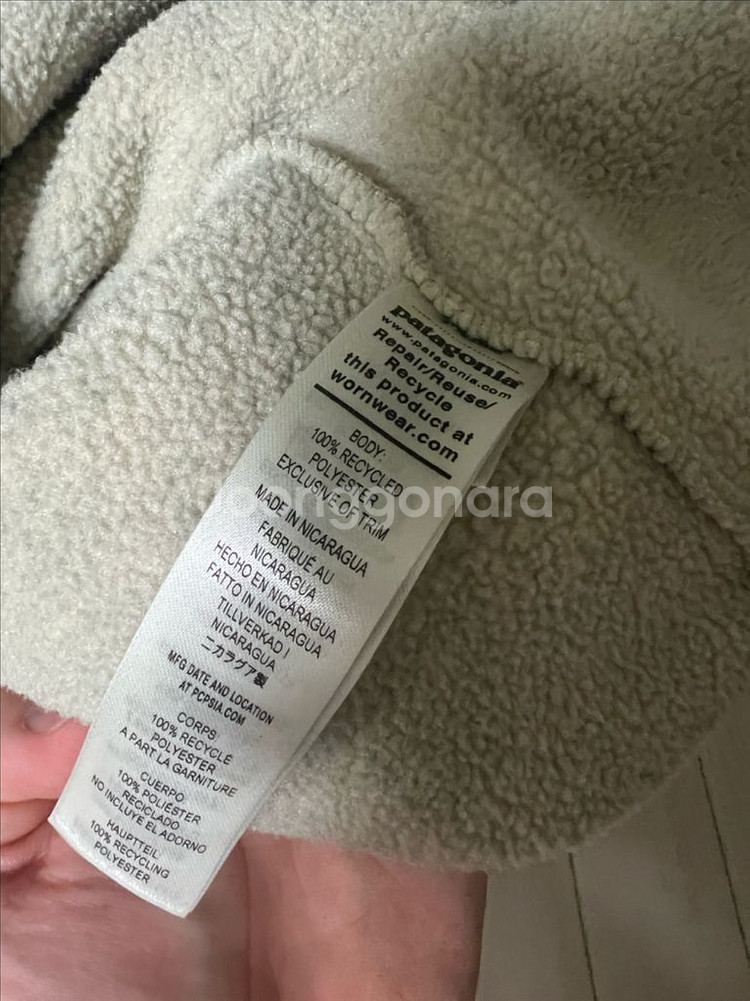 patagonia
www.patagonia.com
Repair/Reuse/
Recycle
this product at
wornwear.com
BODY:
100% RECYCLED
POLYESTER
EXCLUSIVE OF TRIM
MADE IN NICARAGUA
FABRIQUÉ AU
NICARAGUA
HECHO EN NICARAGUA
FATTO IN NICARAGUA
TILLVERKAD I
NICARAGUA
ニカラグア製
MFG DATE AND LOCATION
AT PCPSIA.COM
CORPS
100% RECYCLÉ
POLYESTER
A PART LA GARNITURE
CUERPO
100% POLIÉSTER
RECICLADO
NO INCLUYE EL ADORNO
HAUPTTEIL
100% RECYCLING
POLYESTER
joonggonara